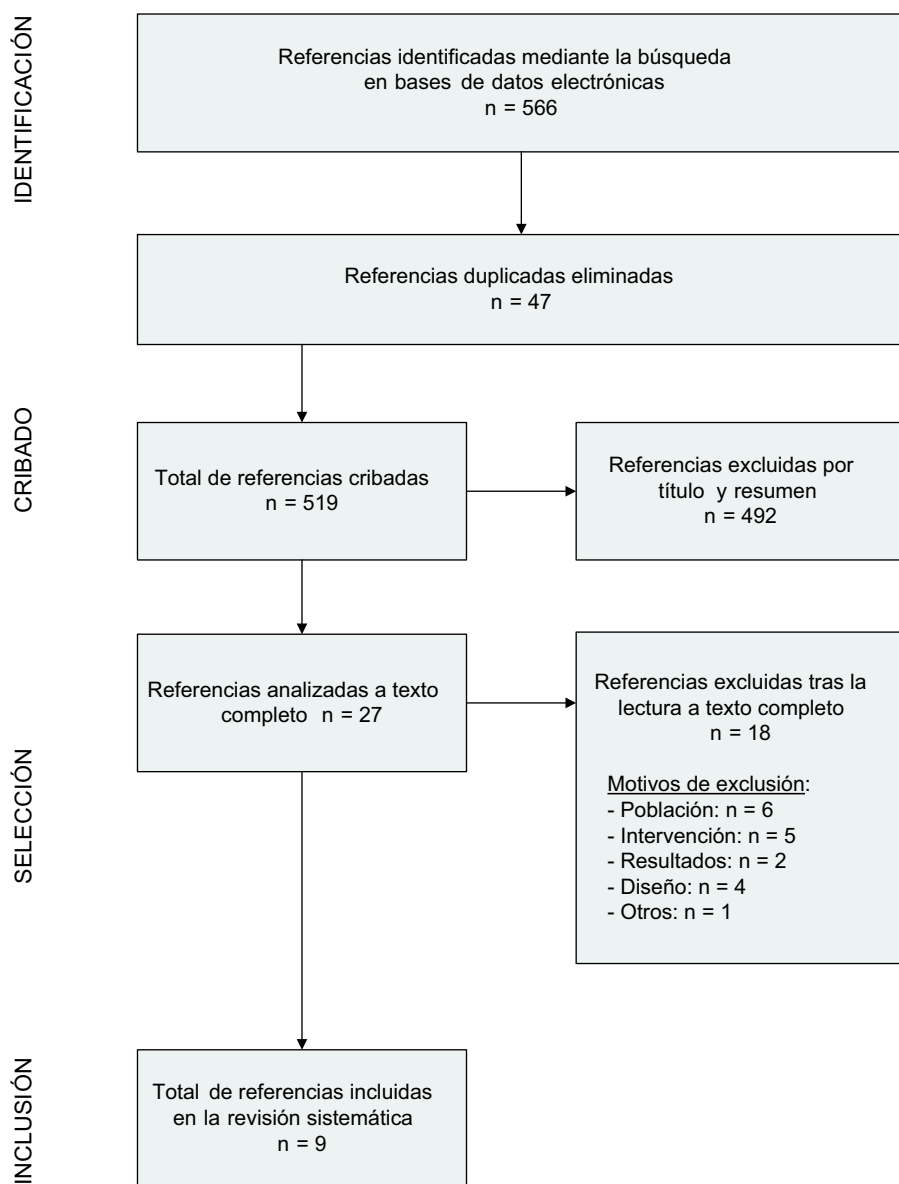 IDENTIFICACIÓN
Referencias identificadas mediante la búsqueda
en bases de datos electrónicas
n = 566
Referencias duplicadas eliminadas
n = 47
CRIBADO
Total de referencias cribadas
n = 519
Referencias excluidas por
título y resumen
n = 492
SELECCIÓN
Referencias analizadas a texto
completo n = 27
Referencias excluidas tras la
lectura a texto completo
n = 18
Motivos de exclusión:
- Población: n = 6
- Intervención: n = 5
- Resultados: n = 2
- Diseño: n = 4
- Otros: n = 1
INCLUSIÓN
Total de referencias incluidas
en la revisión sistemática
n = 9